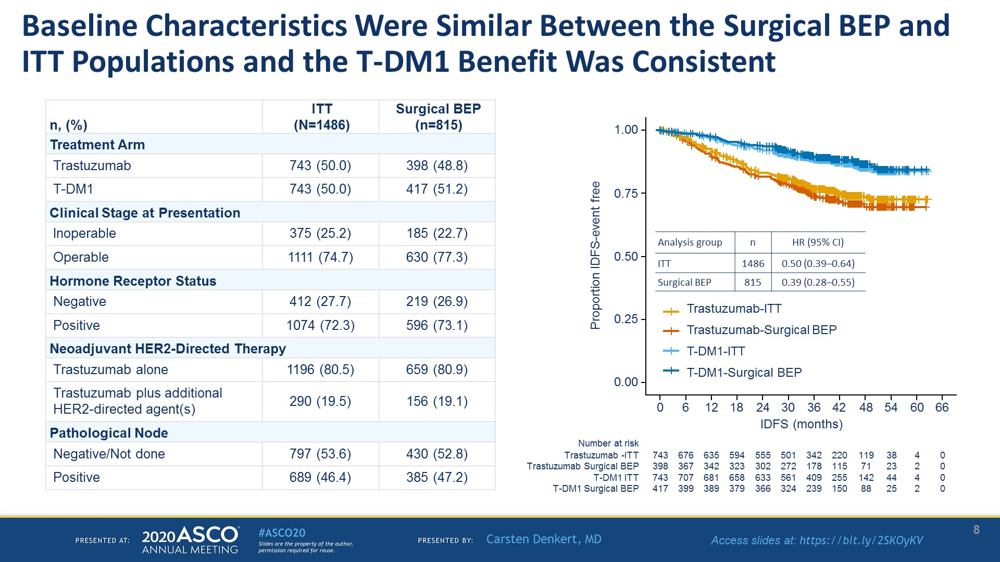 Baseline Characteristics Were Similar Between the Surgical BEP and
ITT Populations and the T-DM1 Benefit Was Consistent
n, (%) ITT (N=1486) Surgical BEP (n=815)
Treatment Arm
Trastuzumab 743 (50.0) 398 (48.8)
T-DM1 743 (50.0) 417 (51.2)
Clinical Stage at Presentation
Inoperable 375 (25.2) 185 (22.7)
Operable 1111 (74.7) 630 (77.3)
Hormone Receptor Status
Negative 412 (27.7) 219 (26.9)
Positive 1074 (72.3) 596 (73.1)
Neoadjuvant HER2-Directed Therapy
Trastuzumab alone 1196 (80.5) 659 (80.9)
Trastuzumab plus additional
HER2-directed agent(s) 290 (19.5) 156 (19.1)
Pathological Node
Negative/Not done 797 (53.6) 430 (52.8)
Positive 689 (46.4) 385 (47.2)
Proportion IDFS-event free
1.00
0.75
0.50
0.25
0.00
Analysis group n HR (95% CI)
ITT 1486 0.50 (0.39–0.64)
Surgical BEP 815 0.39 (0.28–0.55)
Trastuzumab-ITT
Trastuzumab-Surgical BEP
T-DM1-ITT
T-DM1-Surgical BEP
0 6 12 18 24 30 36 42 48 54 60 66
IDFS (months)
Number at risk
Trastuzumab -ITT 743 676 635 594 555 501 342 220 119 38 4 0
Trastuzumab Surgical BEP 398 367 342 323 302 272 178 115 71 23 2 0
T-DM1 ITT 743 707 681 658 633 561 409 255 142 44 4 0
T-DM1 Surgical BEP 417 399 389 379 366 324 239 150 88 25 2 0
PRESENTED AT: 2020 ASCO®
ANNUAL MEETING
#ASCO20
Slides are the property of the author,
permission required for reuse.
PRESENTED BY: Carsten Denkert, MD
Access slides at: https://bit.ly/2SKOyKV
8